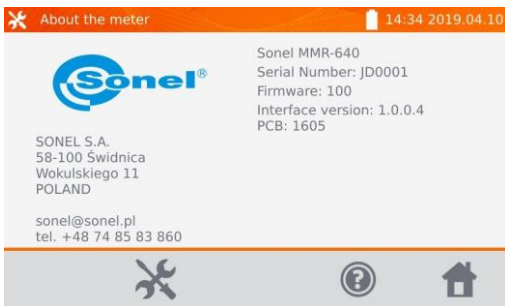 About the meter
14:34 2019.04.10
Sonel®
Sonel MMR-640
Serial Number: JD0001
Firmware: 100
Interface version: 1.0.0.4
PCB: 1605
SONEL S.A.
58-100 Świdnica
Wokulskiego 11
POLAND
sonel@sonel.pl
tel. +48 74 85 83 860
?